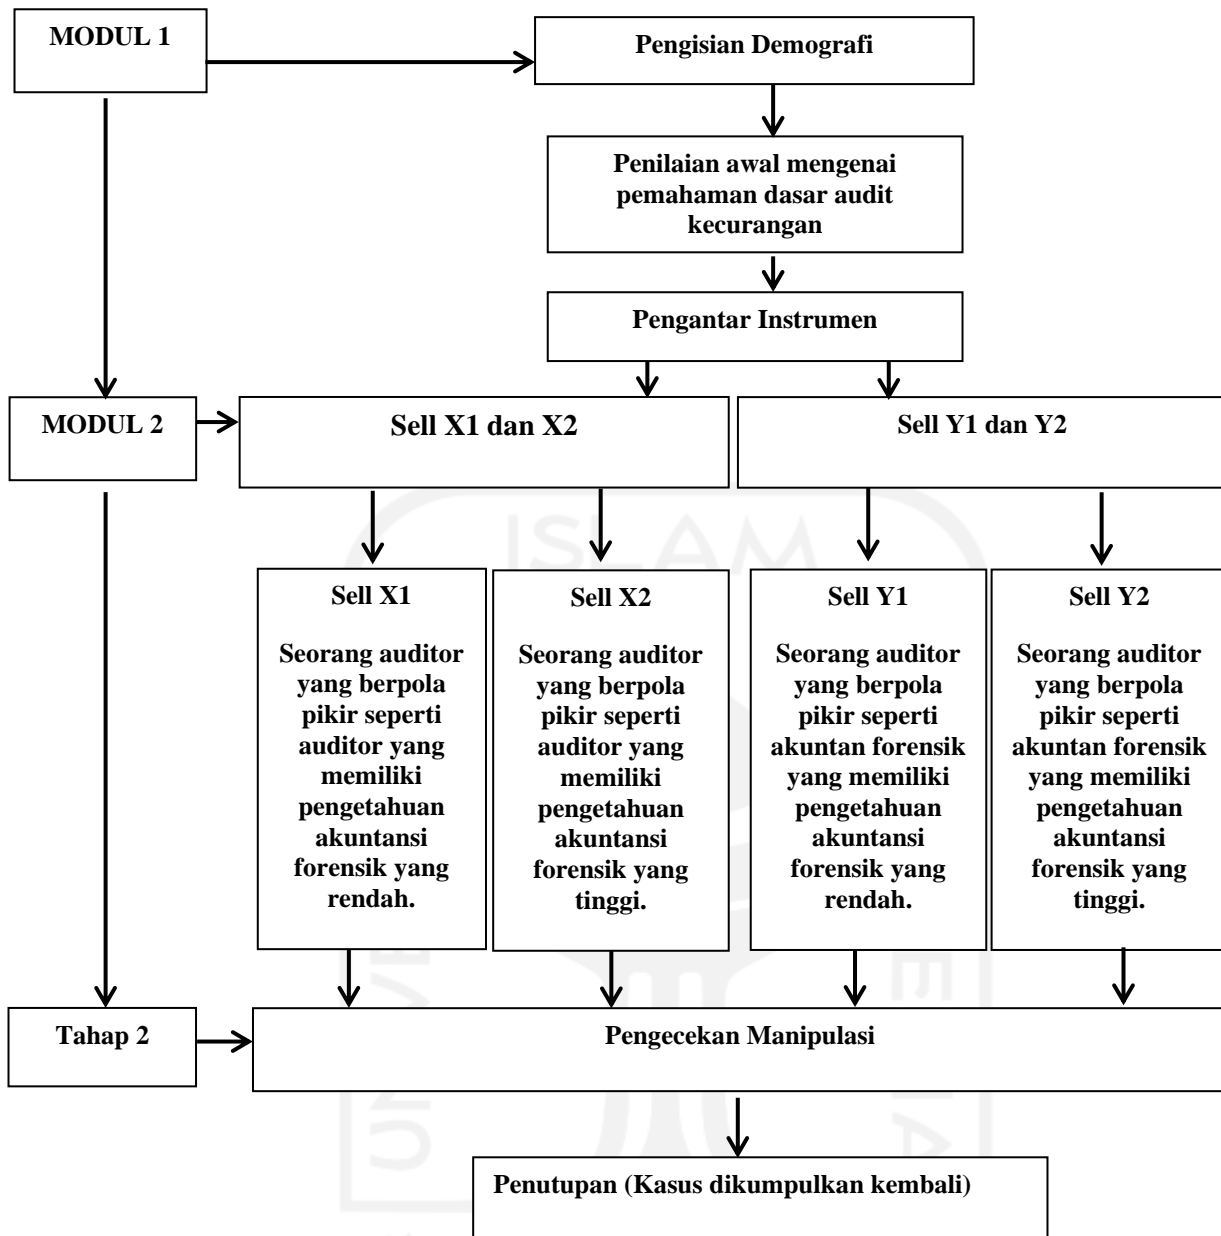 MODUL 1
Pengisian Demografi
Penilaian awal mengenai
pemahaman dasar audit
kecurangan
Pengantar Instrumen
MODUL 2
Sell X1 dan X2
Sell Y1 dan Y2
Sell X1
Seorang auditor
yang berpola
pikir seperti
auditor yang
memiliki
pengetahuan
akuntansi
forensik yang
rendah.
Sell X2
Seorang auditor
yang berpola
pikir seperti
auditor yang
memiliki
pengetahuan
akuntansi
forensik yang
tinggi.
Sell Y1
Seorang auditor
yang berpola
pikir seperti
akuntan forensik
yang memiliki
pengetahuan
akuntansi
forensik yang
rendah.
Sell Y2
Seorang auditor
yang berpola
pikir seperti
akuntan forensik
yang memiliki
pengetahuan
akuntansi
forensik yang
tinggi.
Tahap 2
Pengecekan Manipulasi
Penutupan (Kasus dikumpulkan kembali)
ISLAM